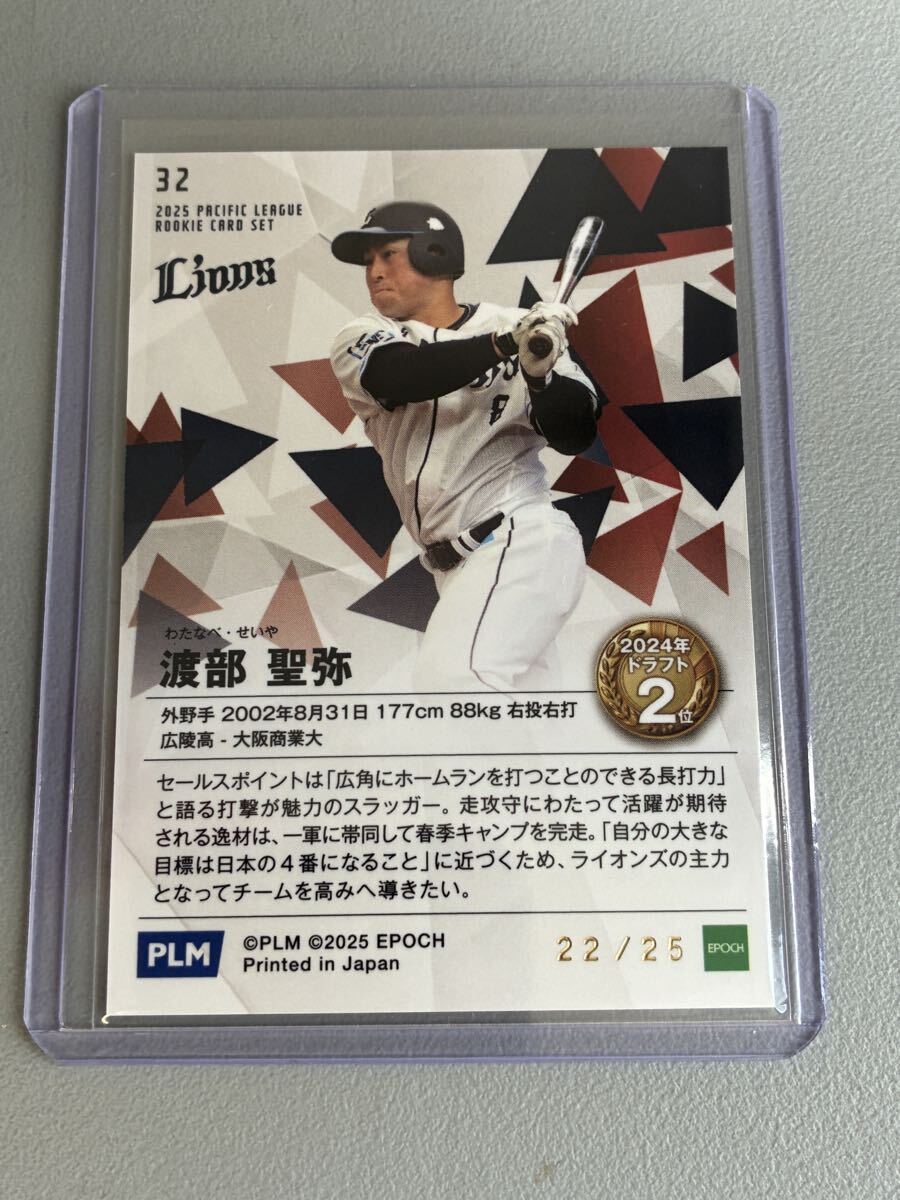 32
2025 PACIFIC LEAGUE
ROOKIE CARD SET
Lions
8
わたなべ・せいや
渡部 聖弥
2024年
ドラフト
2位
外野手 2002年8月31日 177cm 88kg 右投右打
広陵高 - 大阪商業大
セールスポイントは「広角にホームランを打つことのできる長打力」
と語る打撃が魅力のスラッガー。走攻守にわたって活躍が期待
される逸材は、一軍に帯同して春季キャンプを完走。「自分の大きな
目標は日本の4番になること」に近づくため、ライオンズの主力
となってチームを高みへ導きたい。
PLM
©PLM ©2025 EPOCH
Printed in Japan
22/25
EPOCH